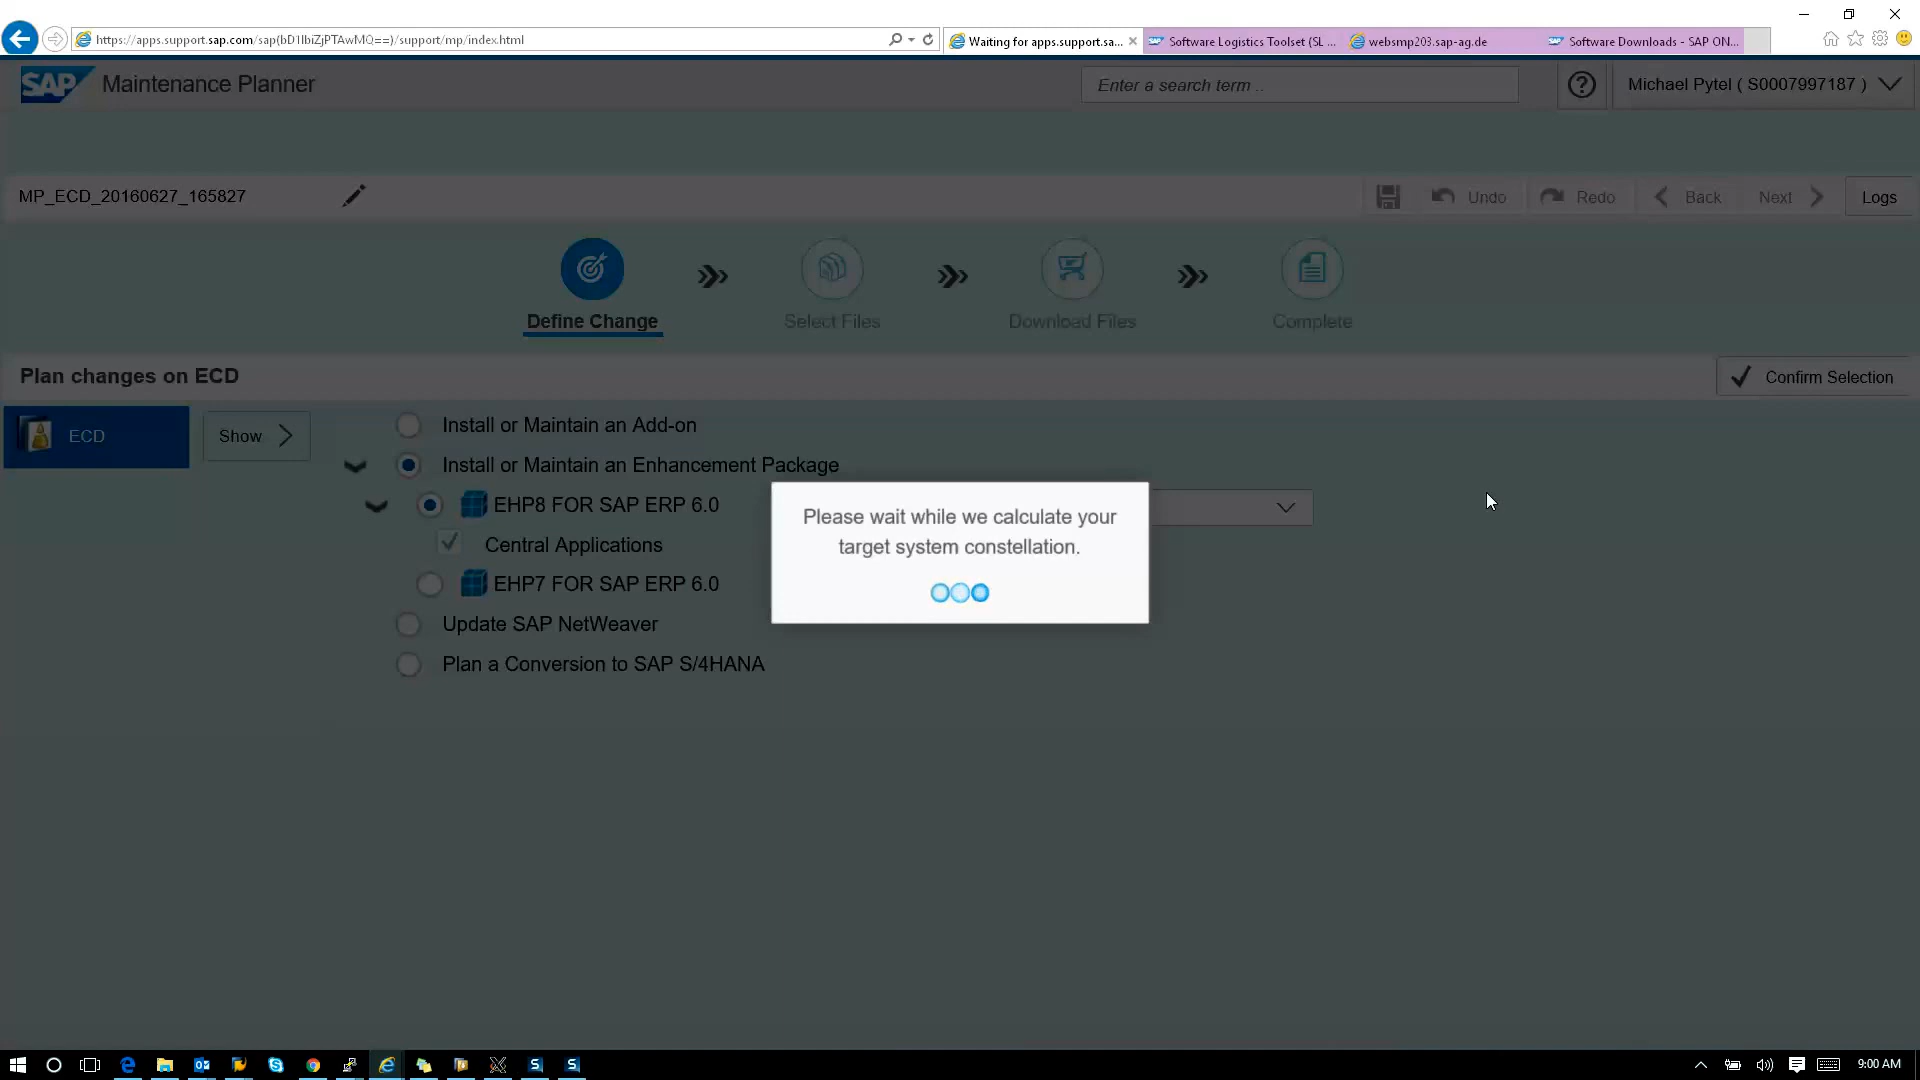 https://apps.support.sap.com/sap(bD1lbiZjPTAwMQ==)/support/mp/index.html
Waiting for apps.support.sa...
Software Logistics Toolset (SL ...
websmp203.sap-ag.de
Software Downloads - SAP ON...
SAP Maintenance Planner
Enter a search term ..
Michael Pytel ( S0007997187 )
MP_ECD_20160627_165827
Undo
Redo
Back
Next
Logs
Define Change
Select Files
Download Files
Complete
Plan changes on ECD
Confirm Selection
ECD
Show
Install or Maintain an Add-on
Install or Maintain an Enhancement Package
EHP8 FOR SAP ERP 6.0
Central Applications
EHP7 FOR SAP ERP 6.0
Update SAP NetWeaver
Plan a Conversion to SAP S/4HANA
Please wait while we calculate your
target system constellation.
9:00 AM